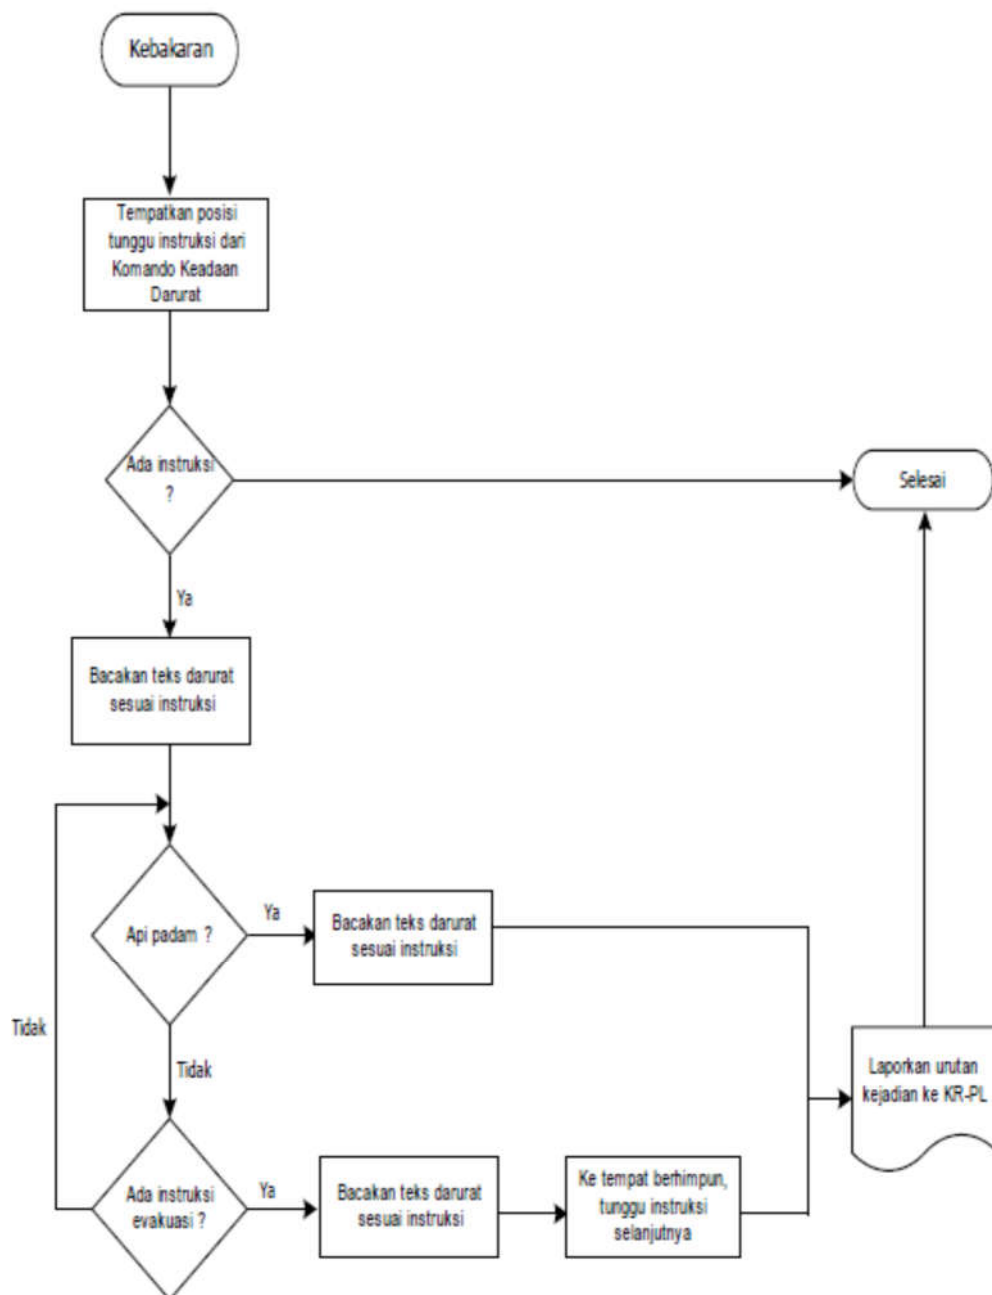 Kebakaran
Tempatkan posisi
tunggu instruksi dari
Komando Keadaan
Darurat
Ada instruksi
?
Selesai
Ya
Bacakan teks darurat
sesuai instruksi
Api padam ?
Ya
Bacakan teks darurat
sesuai instruksi
Tidak
Tidak
Laporkan urutan
kejadian ke KR-PL
Ada instruksi
evakuasi ?
Ya
Bacakan teks darurat
sesuai instruksi
Ke tempat berhimpun,
tunggu instruksi
selanjutnya